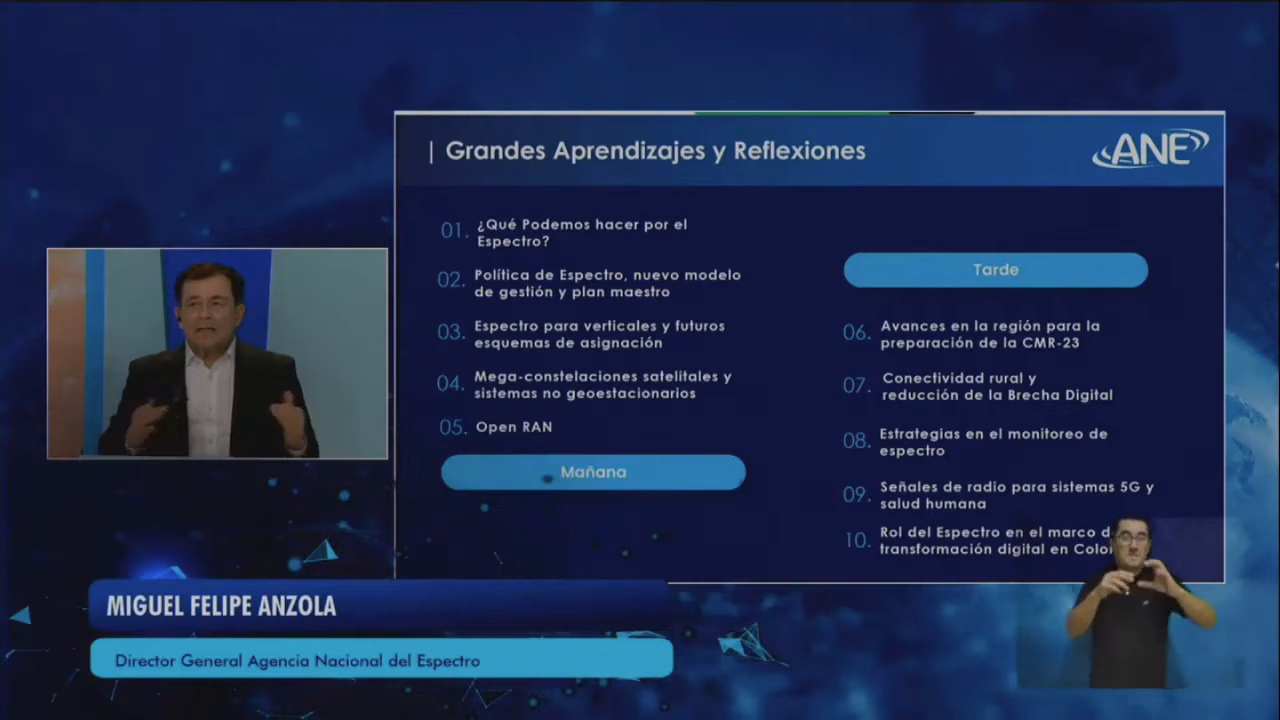 | Grandes Aprendizajes y Reflexiones
ANE
01. ¿Qué Podemos hacer por el
Espectro?
02. Política de Espectro, nuevo modelo
de gestión y plan maestro
03. Espectro para verticales y futuros
esquemas de asignación
04. Mega-constelaciones satelitales y
sistemas no geoestacionarios
05. Open RAN
Mañana
Tarde
06. Avances en la región para la
preparación de la CMR-23
07. Conectividad rural y
reducción de la Brecha Digital
08. Estrategias en el monitoreo de
espectro
09. Señales de radio para sistemas 5G y
salud humana
10. Rol del Espectro en el marco
transformación digital en
MIGUEL FELIPE ANZOLA
Director General Agencia Nacional del Espectro